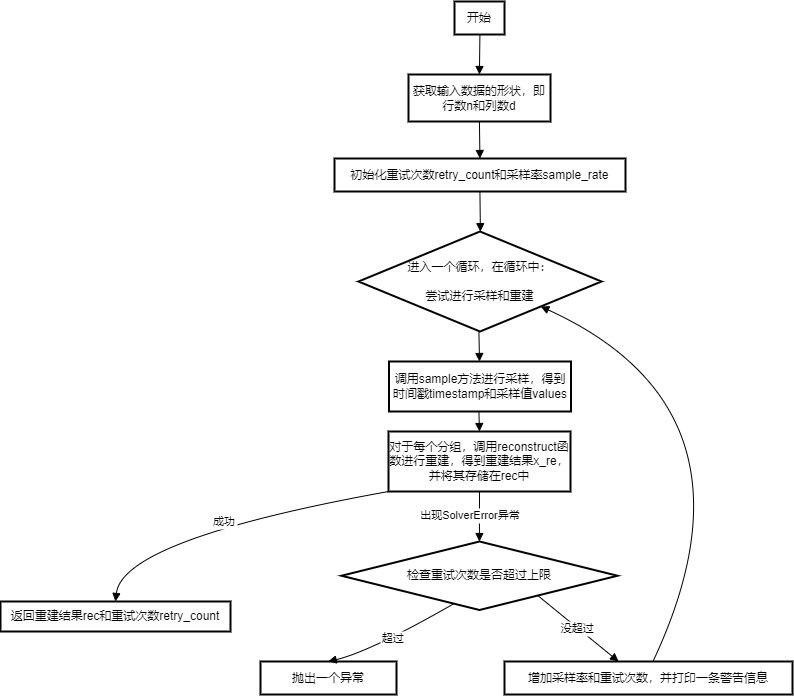 开始
获取输入数据的形状，即
行数n和列数d
初始化重试次数retry_count和采样率sample_rate
进入一个循环，在循环中：
尝试进行采样和重建
调用sample方法进行采样，得到
时间戳timestamp和采样值values
对于每个分组，调用reconstruct函
数进行重建，得到重建结果x_re，
并将其存储在rec中
成功
出现SolverError异常
检查重试次数是否超过上限
返回重建结果rec和重试次数retry_count
超过
没超过
抛出一个异常
增加采样率和重试次数，并打印一条警告信息